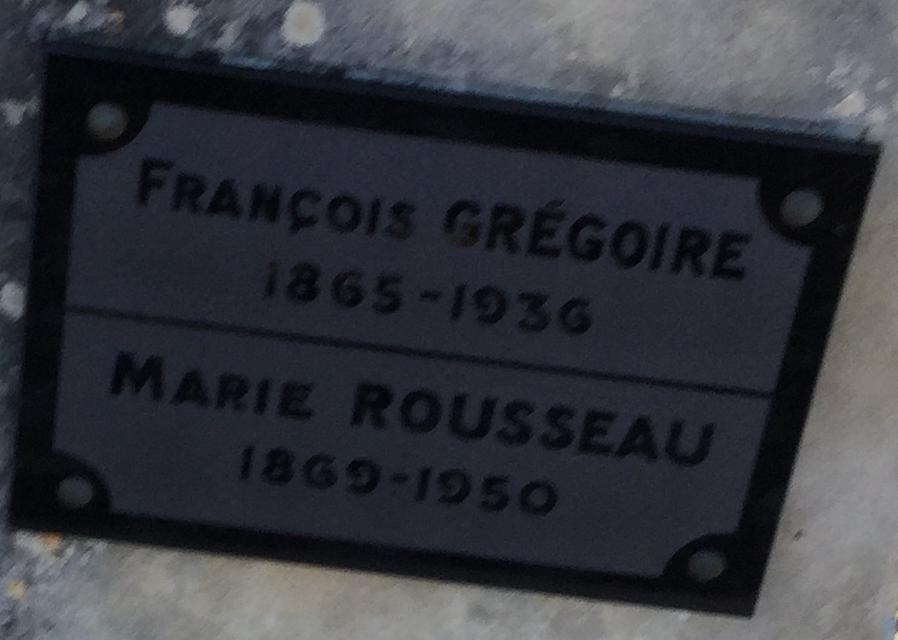 FRANÇOIS GRÉGOIRE
1865-1936
MARIE ROUSSEAU
1869-1950